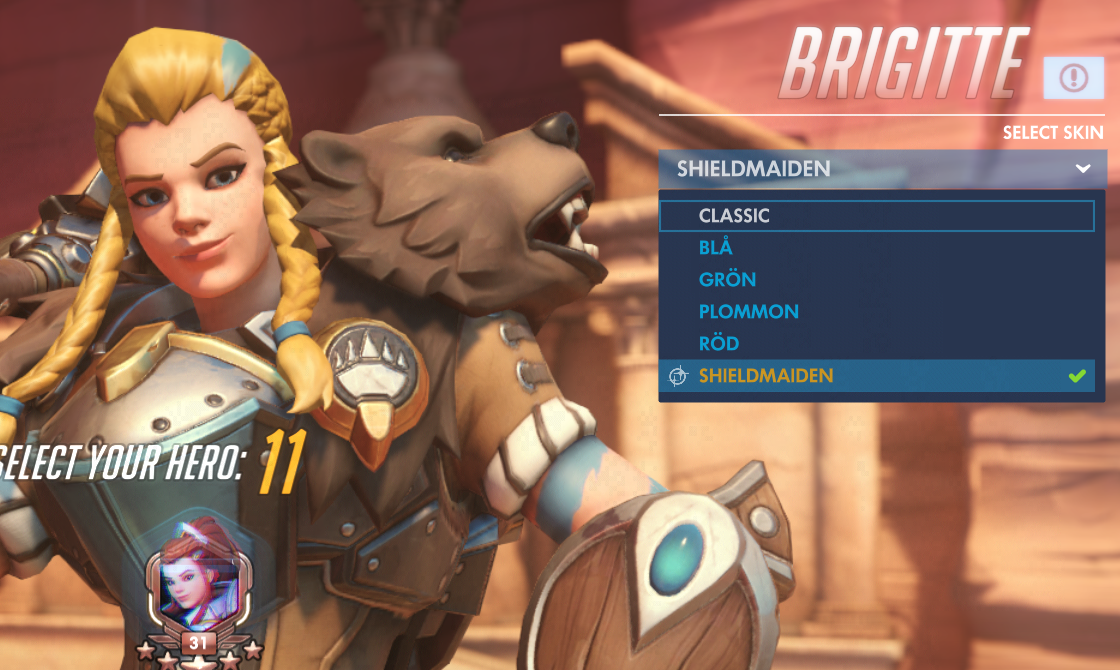 BRIGITTE
SELECT SKIN
SHIELDMAIDEN
CLASSIC
BLÅ
GRÖN
PLOMMON
RÖD
SHIELDMAIDEN
SELECT YOUR HERO: 11
31